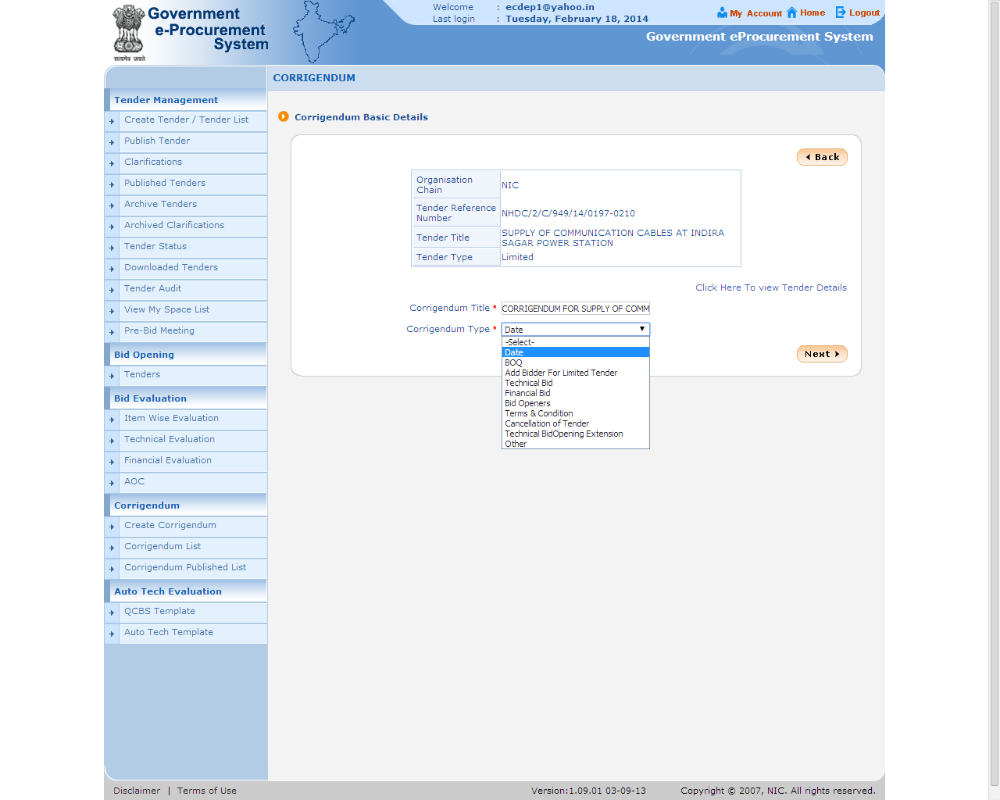 Government
e-Procurement
System
सत्यमेव जयते
Welcome : ecdep1@yahoo.in
Last login : Tuesday, February 18, 2014
My Account Home Logout
Government eProcurement System
CORRIGENDUM
Tender Management
Create Tender / Tender List
Publish Tender
Clarifications
Published Tenders
Archive Tenders
Archived Clarifications
Tender Status
Downloaded Tenders
Tender Audit
View My Space List
Pre-Bid Meeting
Bid Opening
Tenders
Bid Evaluation
Item Wise Evaluation
Technical Evaluation
Financial Evaluation
AOC
Corrigendum
Create Corrigendum
Corrigendum List
Corrigendum Published List
Auto Tech Evaluation
QCBS Template
Auto Tech Template
Corrigendum Basic Details
Back
Organisation
Chain
NIC
Tender Reference
Number
NHDC/2/C/949/14/0197-0210
Tender Title
SUPPLY OF COMMUNICATION CABLES AT INDIRA
SAGAR POWER STATION
Tender Type
Limited
Click Here To view Tender Details
Corrigendum Title * CORRIGENDUM FOR SUPPLY OF COMM
Corrigendum Type * Date
-Select-
Date
BOQ
Add Bidder For Limited Tender
Technical Bid
Financial Bid
Bid Openers
Terms & Condition
Cancellation of Tender
Technical BidOpening Extension
Other
Next
Disclaimer | Terms of Use
Version:1.09.01 03-09-13
Copyright © 2007, NIC. All rights reserved.